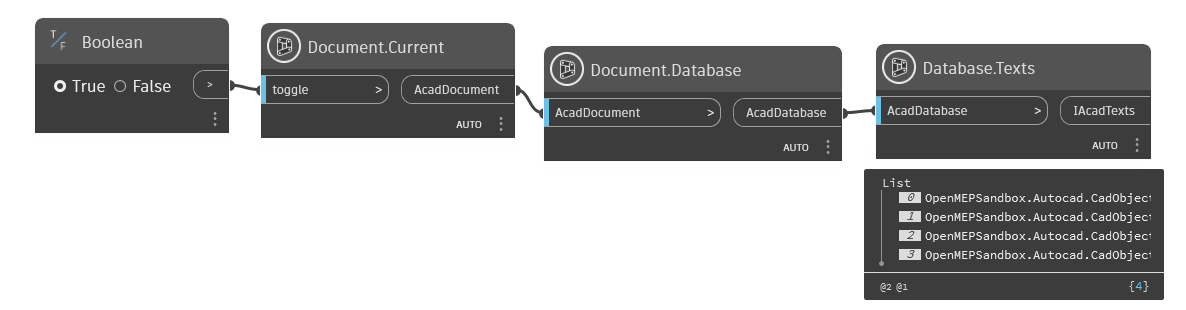 T/F Boolean
True False >
Document.Current
toggle > AcadDocument
AUTO
Document.Database
AcadDocument > AcadDatabase
AUTO
Database.Texts
AcadDatabase > IAcadTexts
AUTO
List
0 OpenMEPSandbox.Autocad.CadObject
1 OpenMEPSandbox.Autocad.CadObject
2 OpenMEPSandbox.Autocad.CadObject
3 OpenMEPSandbox.Autocad.CadObject
@2 @1 {4}